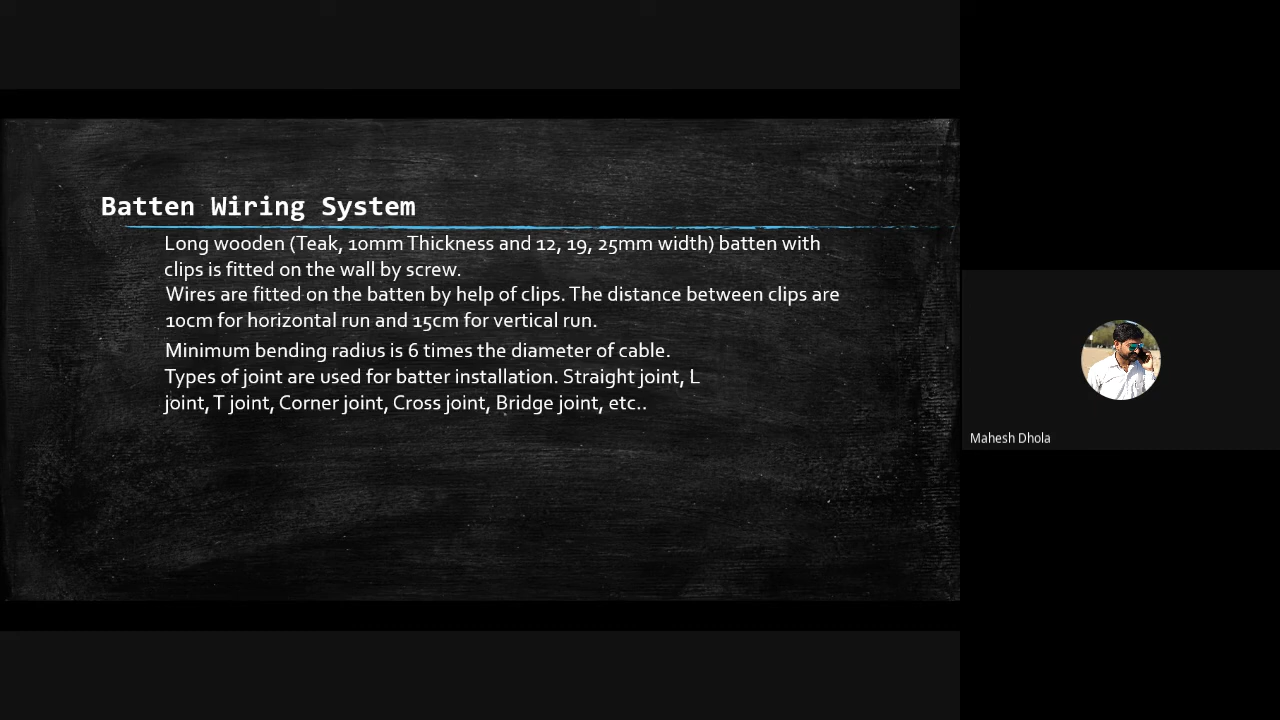 Batten Wiring System
Long wooden (Teak, 10mm Thickness and 12, 19, 25mm width) batten with
clips is fitted on the wall by screw.
Wires are fitted on the batten by help of clips. The distance between clips are
10cm for horizontal run and 15cm for vertical run.
Minimum bending radius is 6 times the diameter of cable.
Types of joint are used for batter installation. Straight joint, L
joint, T joint, Corner joint, Cross joint, Bridge joint, etc..
Mahesh Dhola